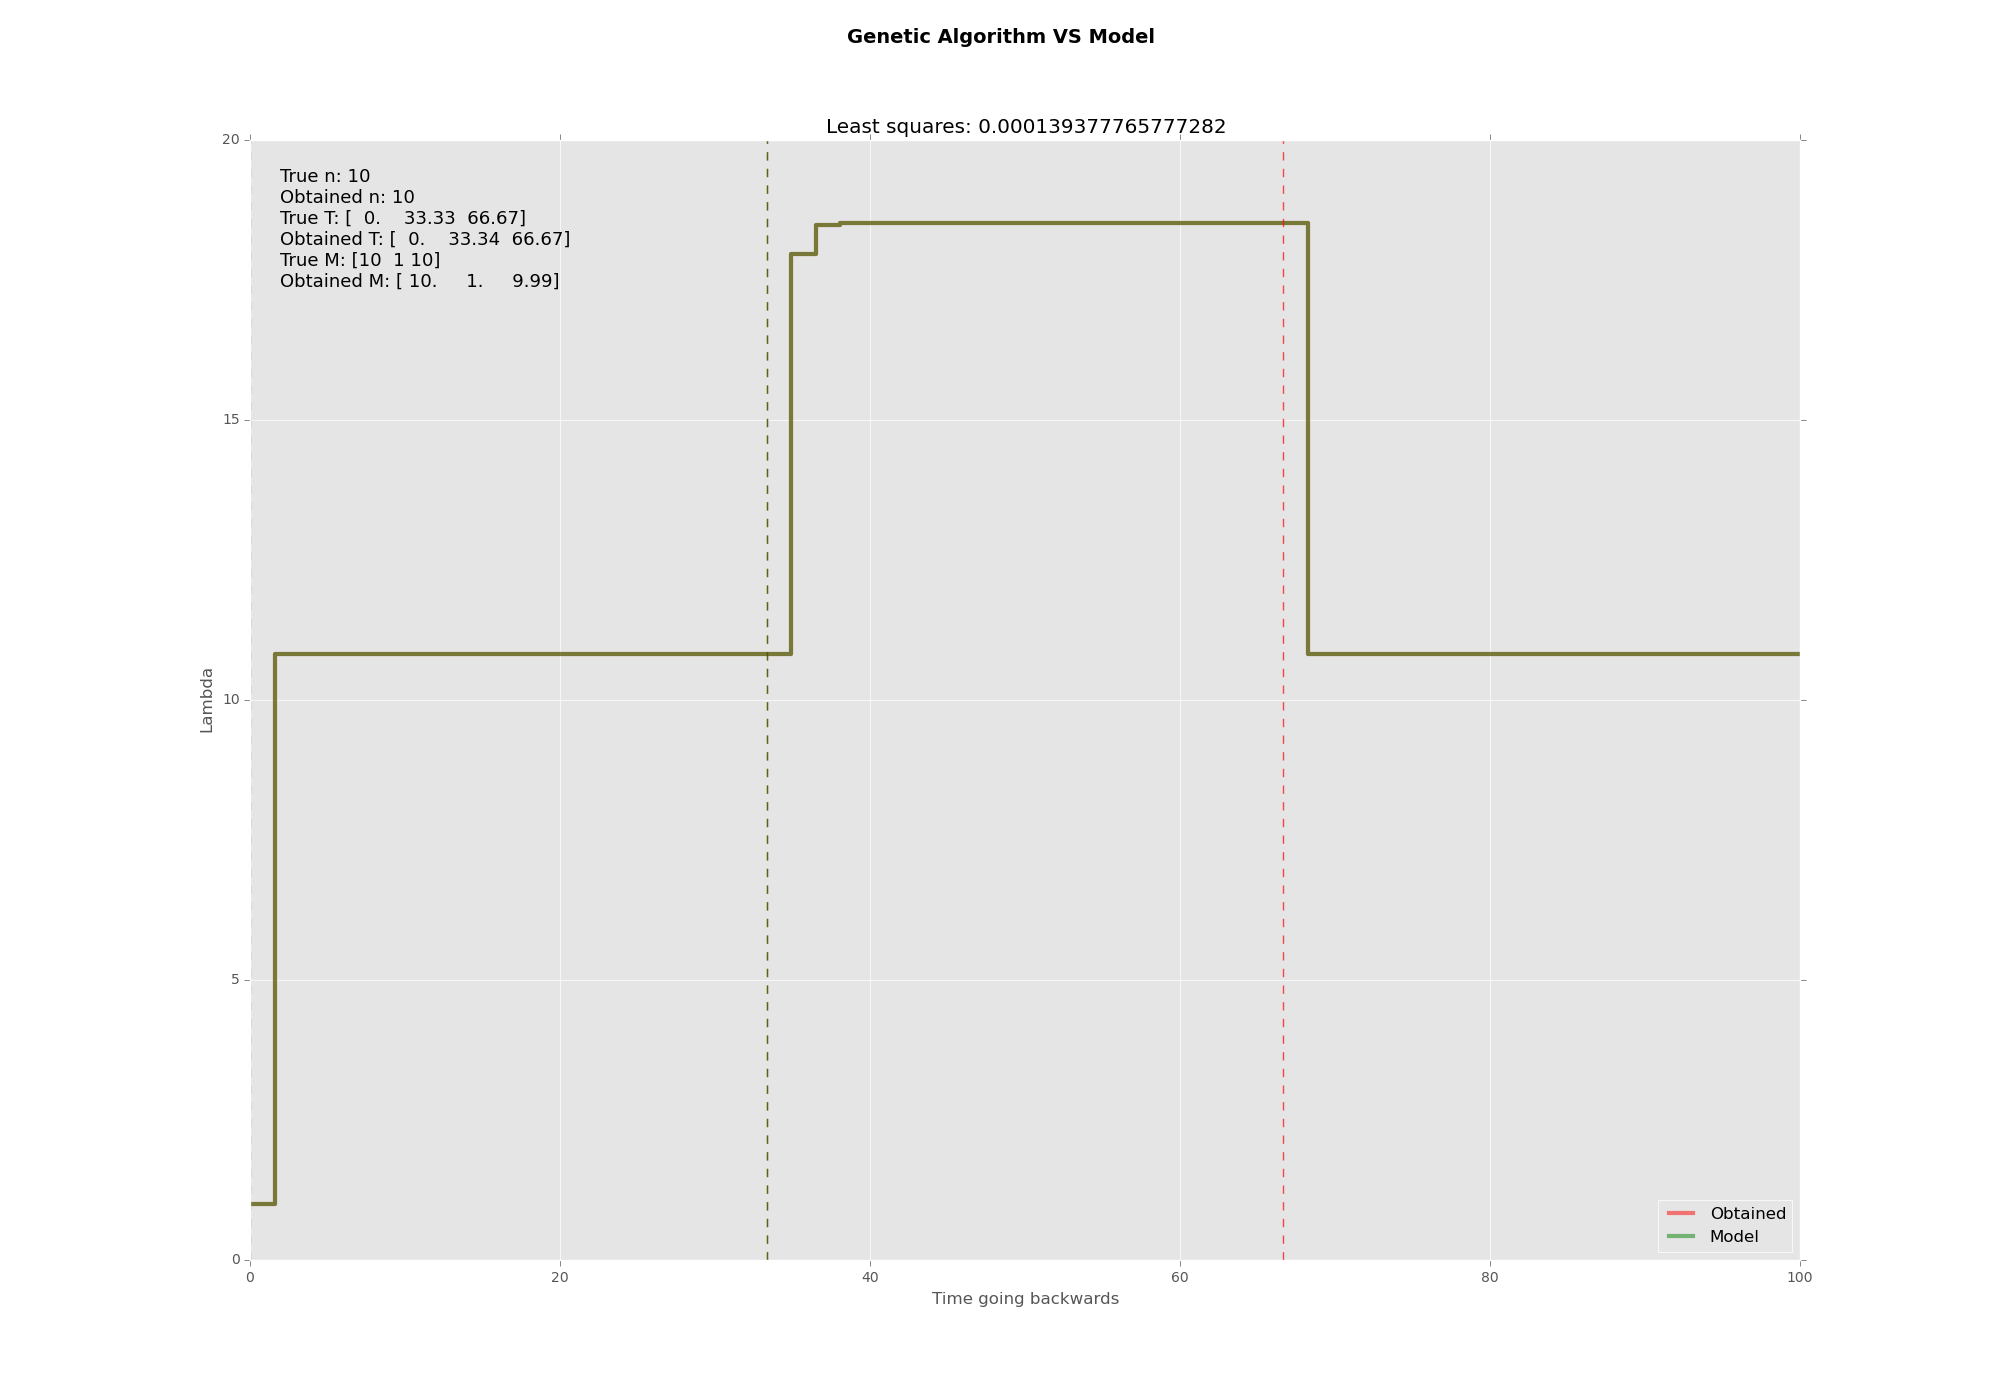 Genetic Algorithm VS Model
Least squares: 0.000139377765777282
True n: 10
Obtained n: 10
True T: [  0.    33.33  66.67]
Obtained T: [  0.    33.34  66.67]
True M: [10  1 10]
Obtained M: [ 10.     1.     9.99]
20
15
10
5
0
Lambda
0 20 40 60 80 100
Time going backwards
Obtained
Model